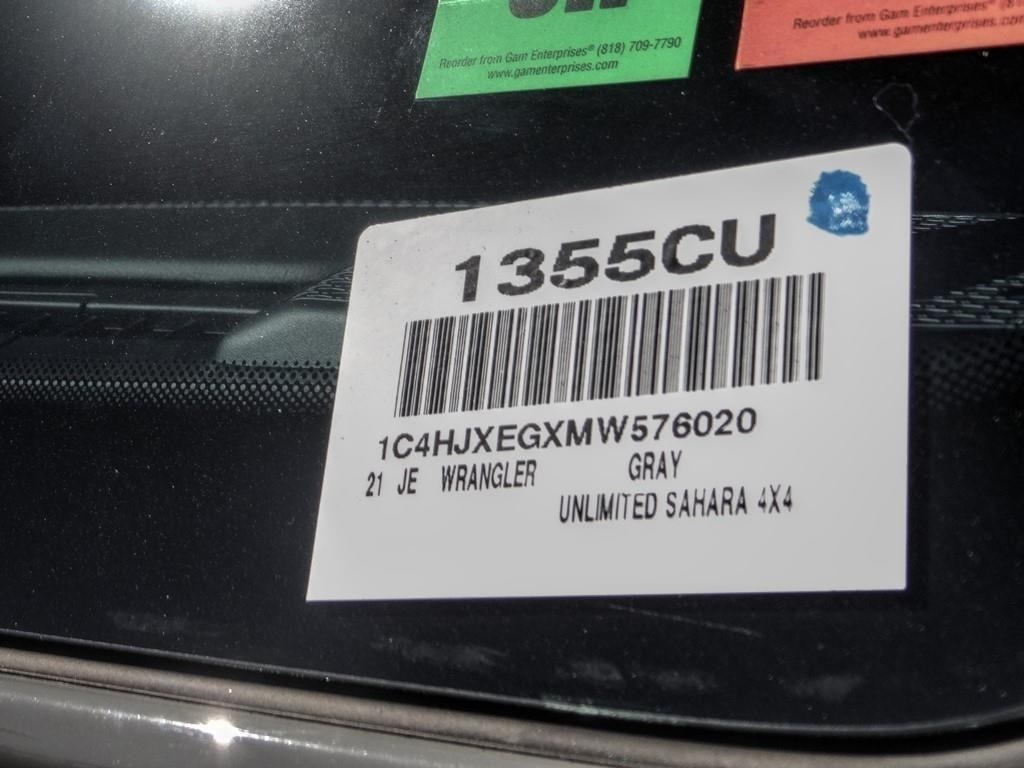 Reorder from Gam Enterprises® (818) 709-7790
www.gamenterprises.com
Reorder from Gam Enterprises® (81
www.gamenterprises.com
1355CU
1C4HJXEGXMW576020
21 JE WRANGLER GRAY
UNLIMITED SAHARA 4X4